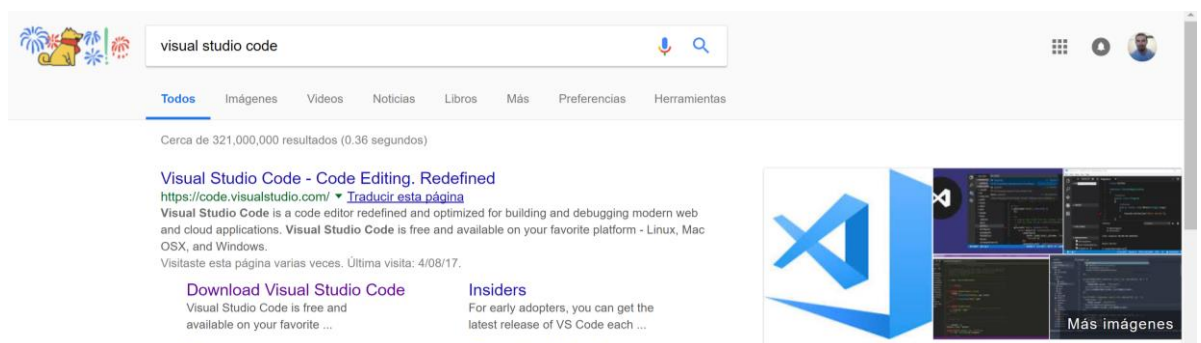 visual studio code
Todos Imágenes Videos Noticias Libros Más Preferencias Herramientas
Cerca de 321,000,000 resultados (0.36 segundos)
Visual Studio Code - Code Editing. Redefined
https://code.visualstudio.com/ ▼ Traducir esta página
Visual Studio Code is a code editor redefined and optimized for building and debugging modern web
and cloud applications. Visual Studio Code is free and available on your favorite platform - Linux, Mac
OSX, and Windows.
Visitaste esta página varias veces. Última visita: 4/08/17.
Download Visual Studio Code
Visual Studio Code is free and
available on your favorite ...
Insiders
For early adopters, you can get the
latest release of VS Code each ...
Más imágenes